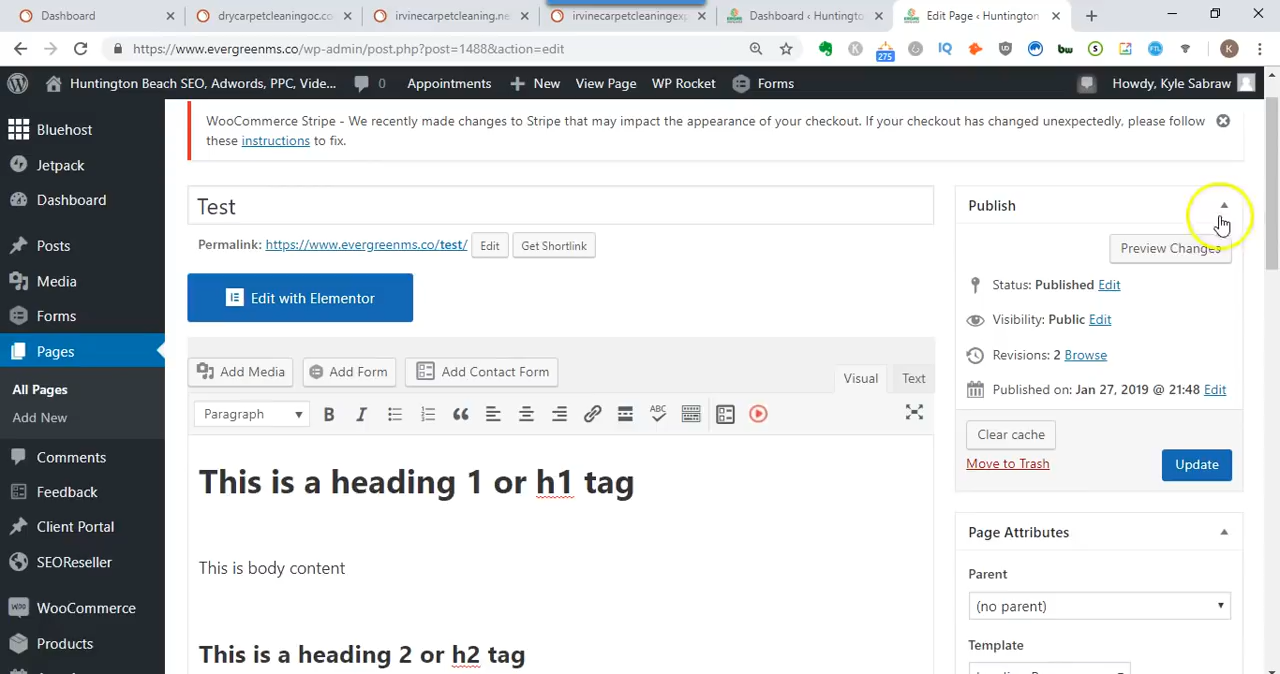 Dashboard
drycarpetcleaningoc.co
irvinecarpetcleaning.ne
irvinecarpetcleaningexp
Dashboard ‹ Huntington
Edit Page ‹ Huntington
https://www.evergreenms.co/wp-admin/post.php?post=1488&action=edit
K
IQ
275
bw
S
FTL
K
Huntington Beach SEO, Adwords, PPC, Vide...
0
Appointments
New
View Page
WP Rocket
Forms
Howdy, Kyle Sabraw
WooCommerce Stripe - We recently made changes to Stripe that may impact the appearance of your checkout. If your checkout has changed unexpectedly, please follow
these instructions to fix.
Bluehost
Jetpack
Dashboard
Posts
Media
Forms
Pages
All Pages
Add New
Comments
Feedback
Client Portal
SEOReseller
WooCommerce
Products
Test
Permalink: https://www.evergreenms.co/test/
Edit
Get Shortlink
Edit with Elementor
Add Media
Add Form
Add Contact Form
Visual
Text
Paragraph
B
I
ABC
This is a heading 1 or h1 tag
This is body content
This is a heading 2 or h2 tag
Publish
Preview Changes
Status: Published Edit
Visibility: Public Edit
Revisions: 2 Browse
Published on: Jan 27, 2019 @ 21:48 Edit
Clear cache
Move to Trash
Update
Page Attributes
Parent
(no parent)
Template